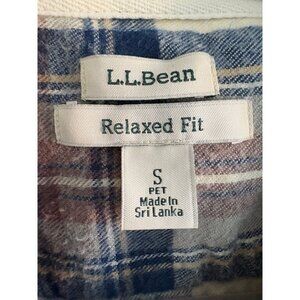 L.L.Bean
Relaxed Fit
S
PET
Made In
Sri Lanka